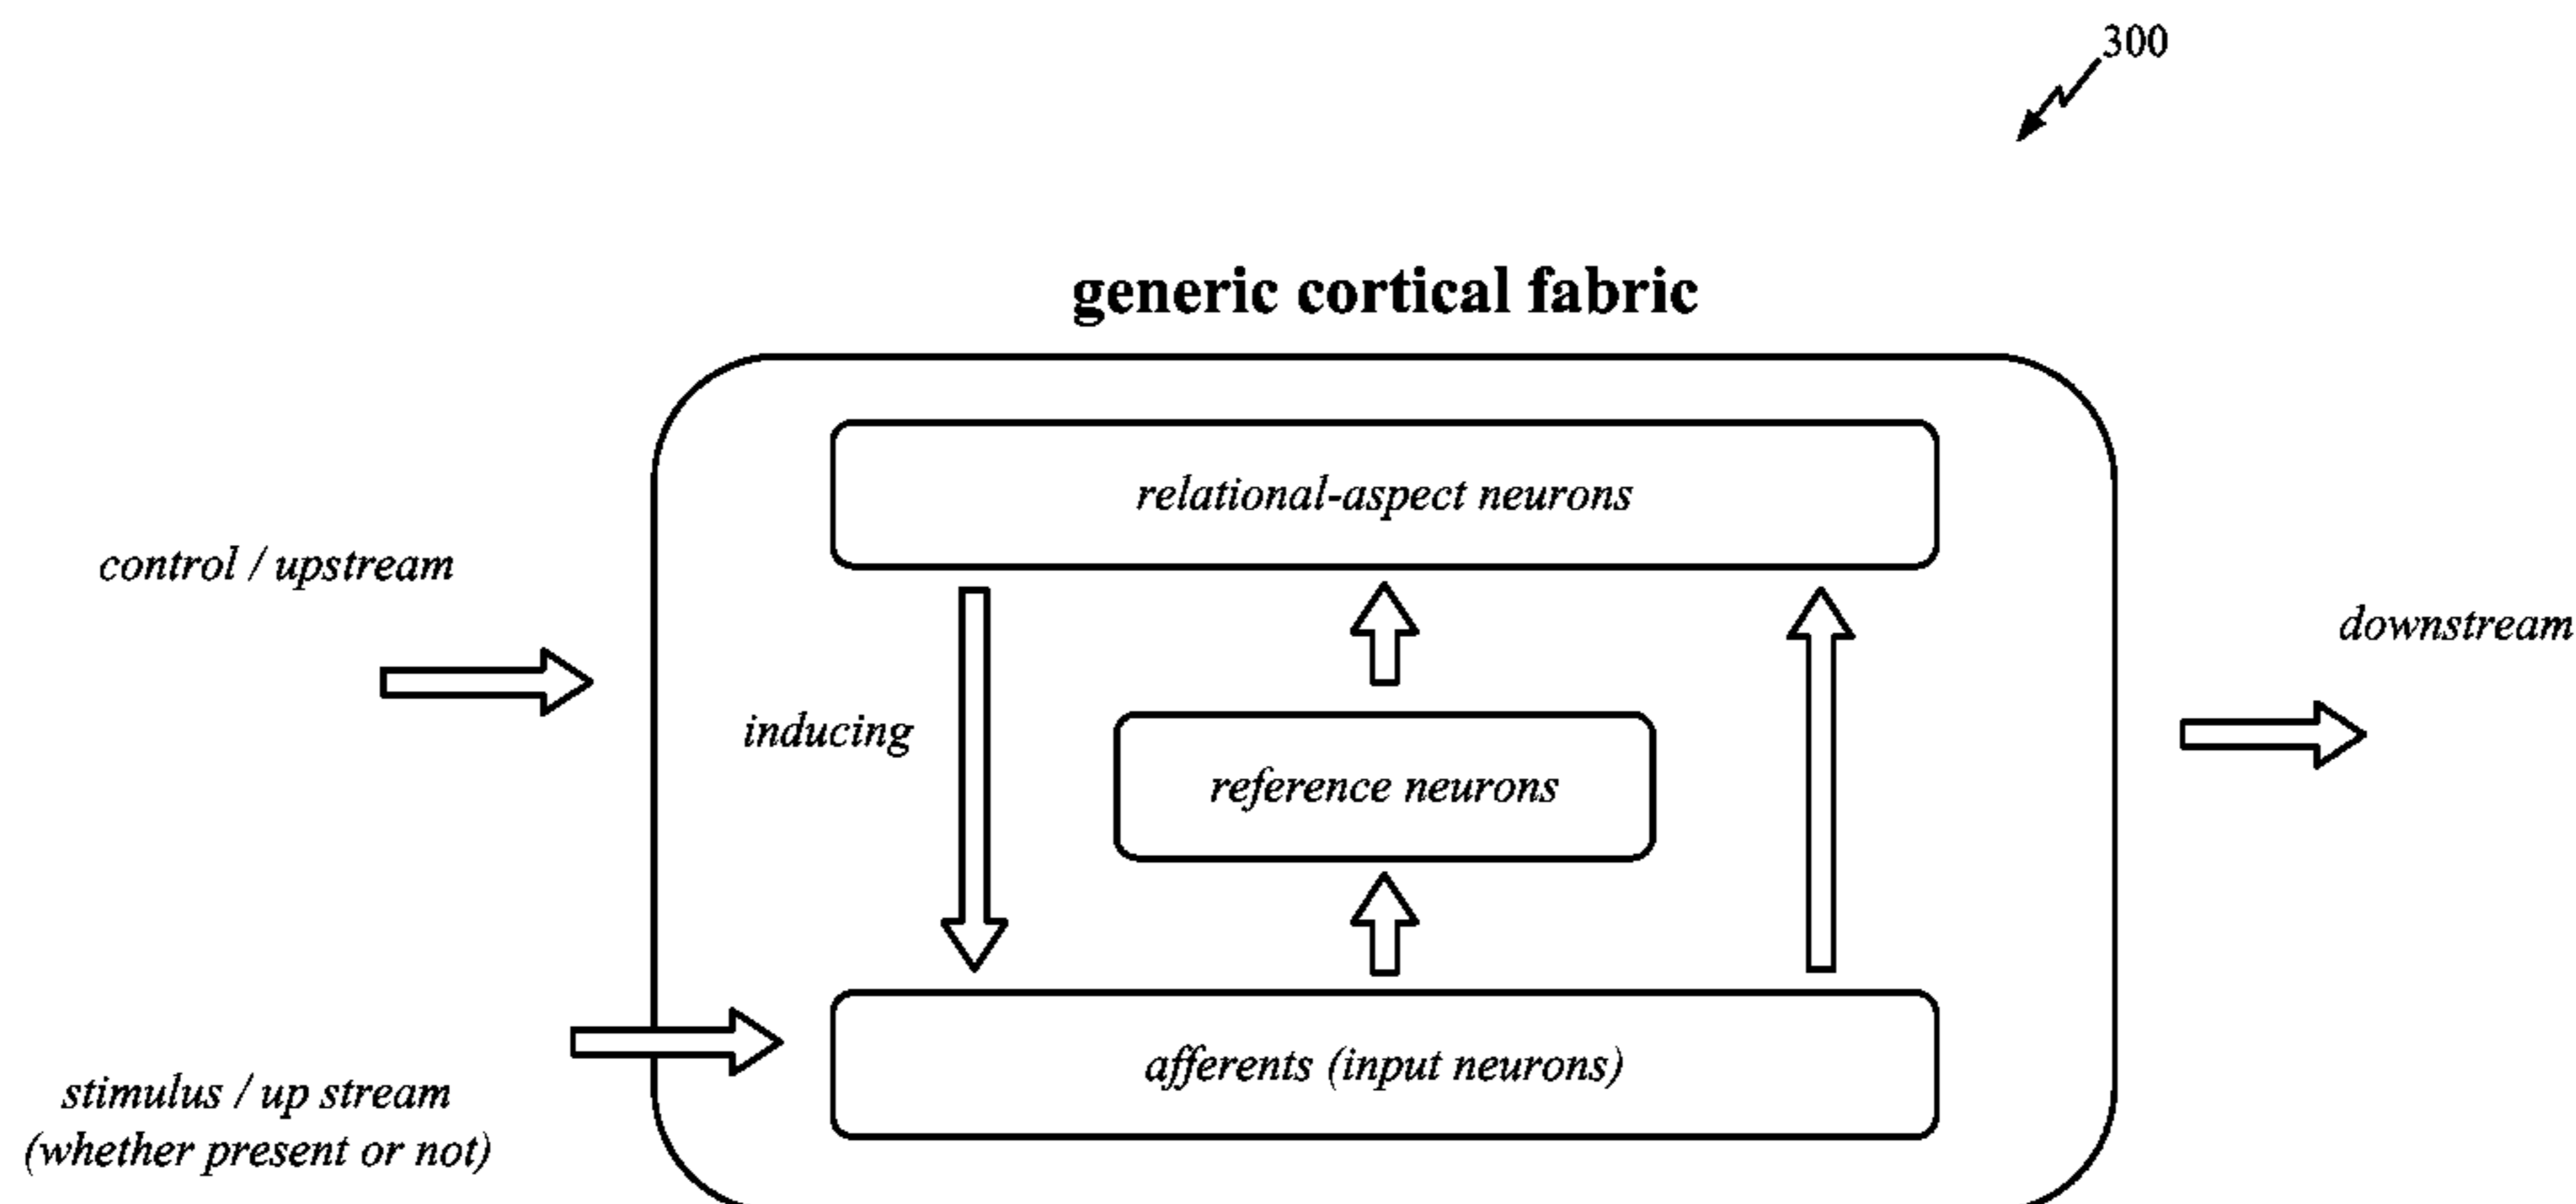 300
generic cortical fabric
relational-aspect neurons
control / upstream
downstream
inducing
reference neurons
afferents (input neurons)
stimulus / up stream
(whether present or not)